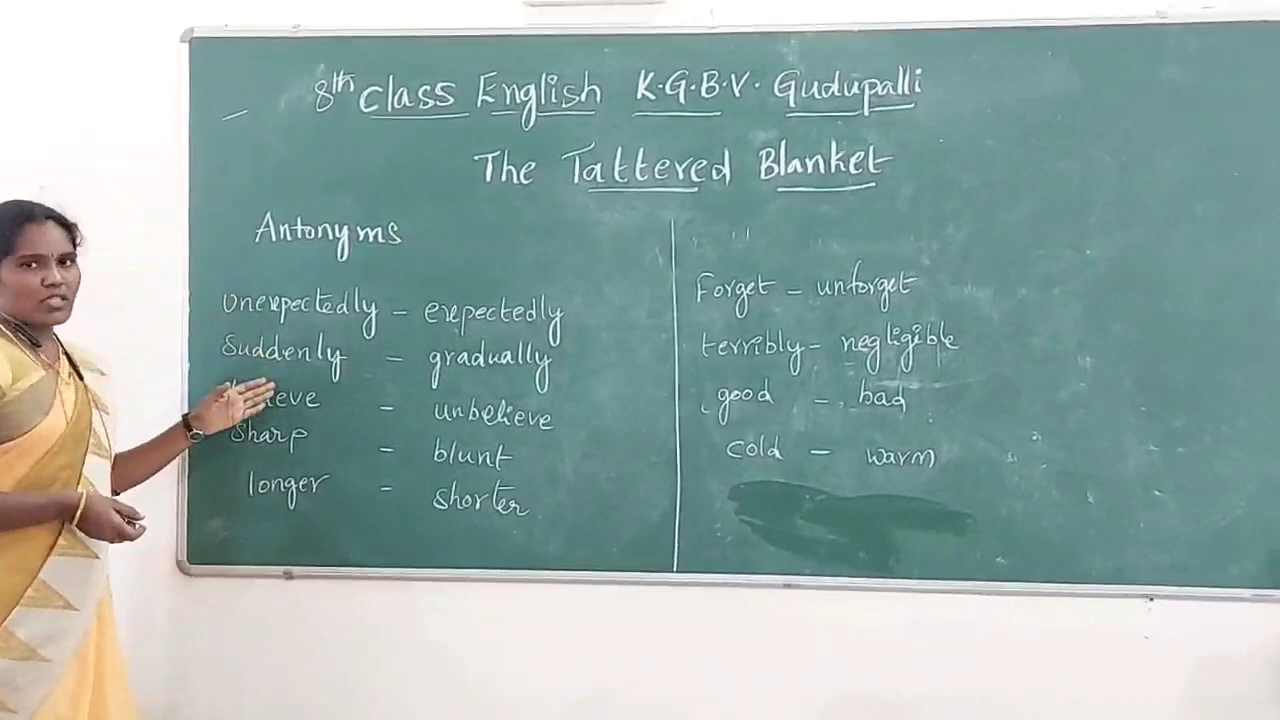 8th class English K.G.B.V. Gudupalli
The Tattered Blanket
Antonyms
Unexpectedly - expectedly
Suddenly - gradually
- unbelieve
Sharp - blunt
longer - shorter
Forget - unforget
terribly - negligible
good - bad
cold - warm